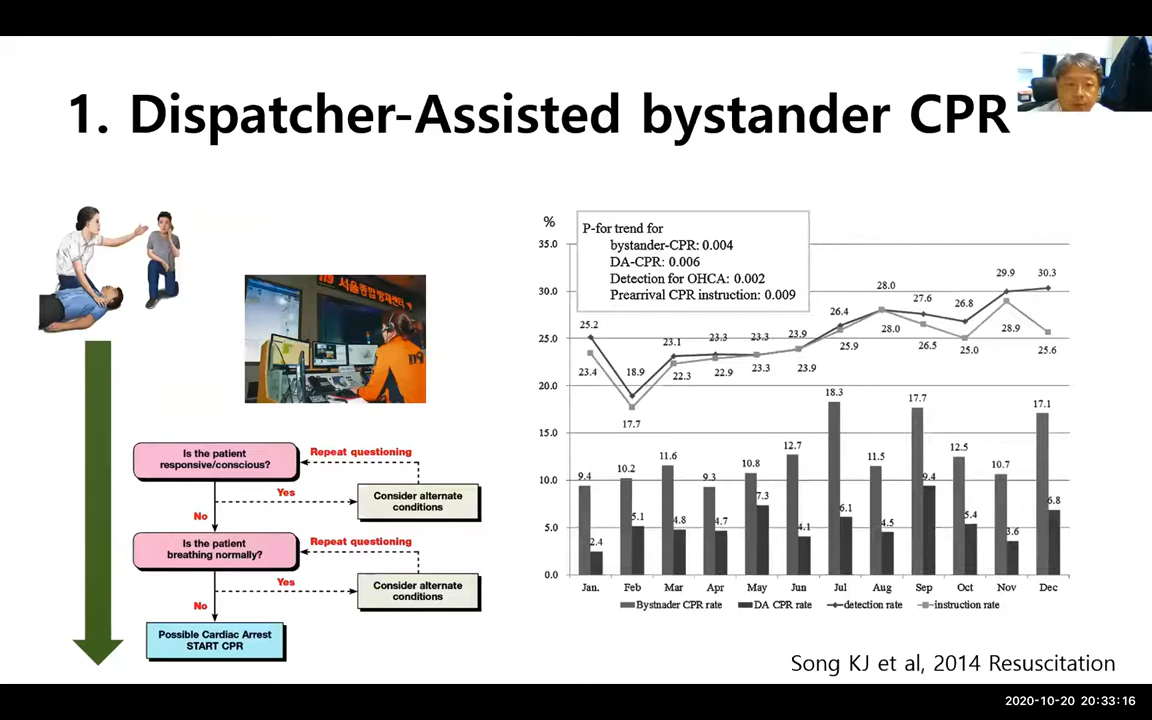 1. Dispatcher-Assisted bystander CPR
119 서울종합방재센터
119
Is the patient
responsive/conscious?
Repeat questioning
Yes
Consider alternate
conditions
No
Is the patient
breathing normally?
Repeat questioning
Yes
Consider alternate
conditions
No
Possible Cardiac Arrest
START CPR
%
P-for trend for
bystander-CPR: 0.004
DA-CPR: 0.006
Detection for OHCA: 0.002
Prearrival CPR instruction: 0.009
35.0
30.0
25.0
20.0
15.0
10.0
5.0
0.0
25.2 18.9 23.1 23.3 23.3 23.9 26.4 28.0 27.6 26.8 29.9 30.3
23.4 17.7 22.3 22.9 23.3 23.9 25.9 28.0 26.5 25.0 28.9 25.6
9.4 10.2 11.6 9.3 10.8 12.7 18.3 11.5 17.7 12.5 10.7 17.1
2.4 5.1 4.8 4.7 7.3 4.1 6.1 4.5 9.4 5.4 3.6 6.8
Jan. Feb Mar Apr May Jun Jul Aug Sep Oct Nov Dec
Bystnader CPR rate DA CPR rate detection rate instruction rate
Song KJ et al, 2014 Resuscitation
2020-10-20 20:33:16